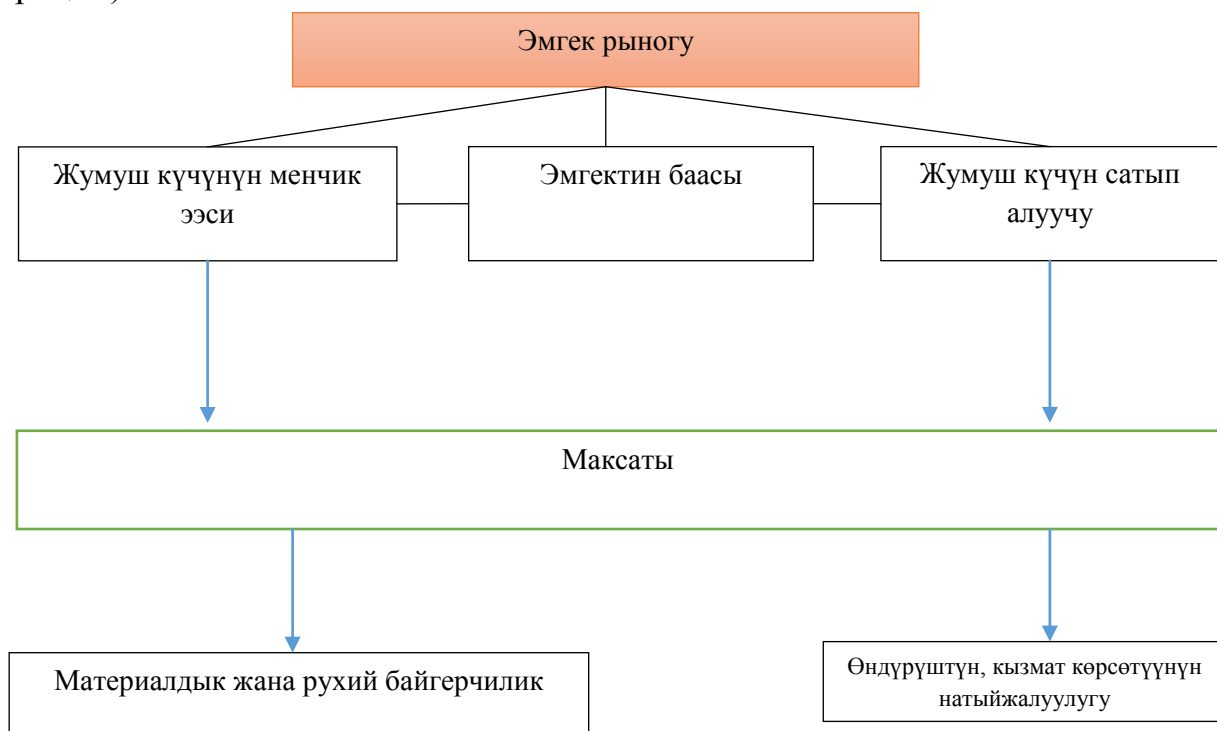 Эмгек рыногу
Жумуш күчүнүн менчик
ээси
Эмгектин баасы
Жумуш күчүн сатып
алуучу
Максаты
Материалдык жана рухий байгерчилик
Өндүрүштүн, кызмат көрсөтүүнүн
натыйжалуулугу